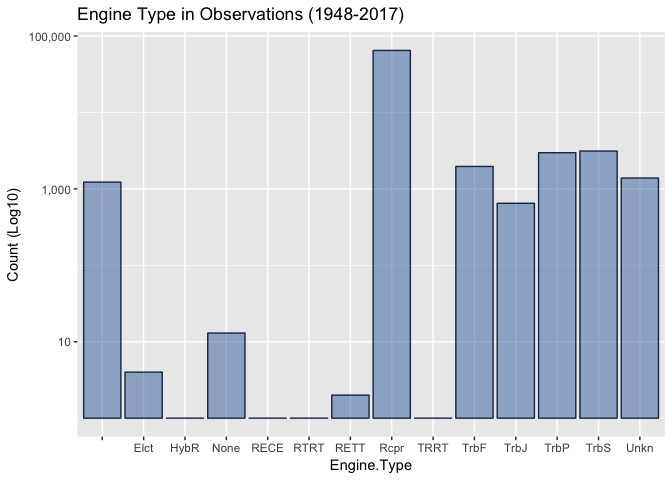 Engine Type in Observations (1948-2017)
100,000
1,000
10
Count (Log10)
Elct HybR None RECE RTRT RETT Rcpr TRRT TrbF TrbJ TrbP TrbS Unkn
Engine.Type